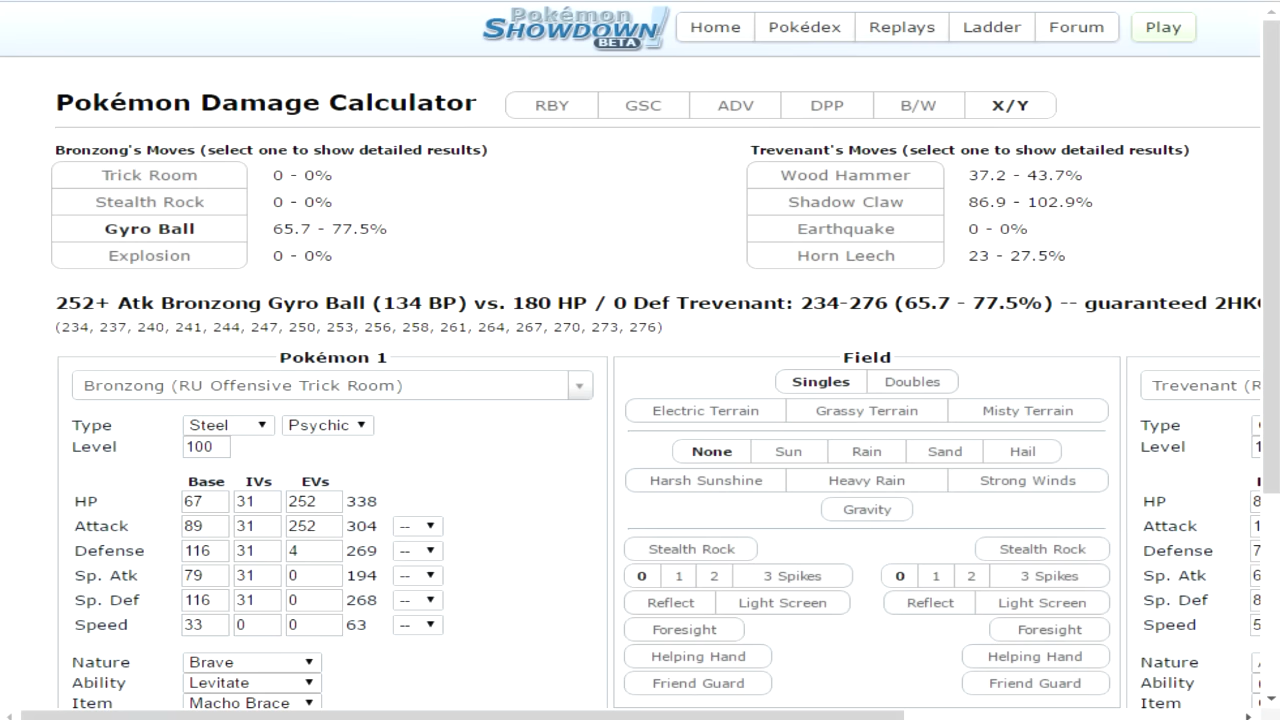 Pokémon
SHOWDOWN!
BETA
Home Pokédex Replays Ladder Forum Play
Pokémon Damage Calculator RBY GSC ADV DPP B/W X/Y
Bronzong's Moves (select one to show detailed results) Trevenant's Moves (select one to show detailed results)
Trick Room 0 - 0% Wood Hammer 37.2 - 43.7%
Stealth Rock 0 - 0% Shadow Claw 86.9 - 102.9%
Gyro Ball 65.7 - 77.5% Earthquake 0 - 0%
Explosion 0 - 0% Horn Leech 23 - 27.5%
252+ Atk Bronzong Gyro Ball (134 BP) vs. 180 HP / 0 Def Trevenant: 234-276 (65.7 - 77.5%) -- guaranteed 2HK
(234, 237, 240, 241, 244, 247, 250, 253, 256, 258, 261, 264, 267, 270, 273, 276)
Pokémon 1 Field
Bronzong (RU Offensive Trick Room) Singles Doubles Trevenant (R
Electric Terrain Grassy Terrain Misty Terrain
Type Steel Psychic Type
Level 100 None Sun Rain Sand Hail Level 1
Base IVs EVs Harsh Sunshine Heavy Rain Strong Winds
HP 67 31 252 338 Gravity HP 8
Attack 89 31 252 304 -- Attack 1
Defense 116 31 4 269 -- Stealth Rock Stealth Rock Defense 7
Sp. Atk 79 31 0 194 -- 0 1 2 3 Spikes 0 1 2 3 Spikes Sp. Atk 6
Sp. Def 116 31 0 268 -- Reflect Light Screen Reflect Light Screen Sp. Def 8
Speed 33 0 0 63 -- Foresight Foresight Speed 5
Nature Brave Helping Hand Helping Hand Nature
Ability Levitate Friend Guard Friend Guard Ability
Item Macho Brace Item